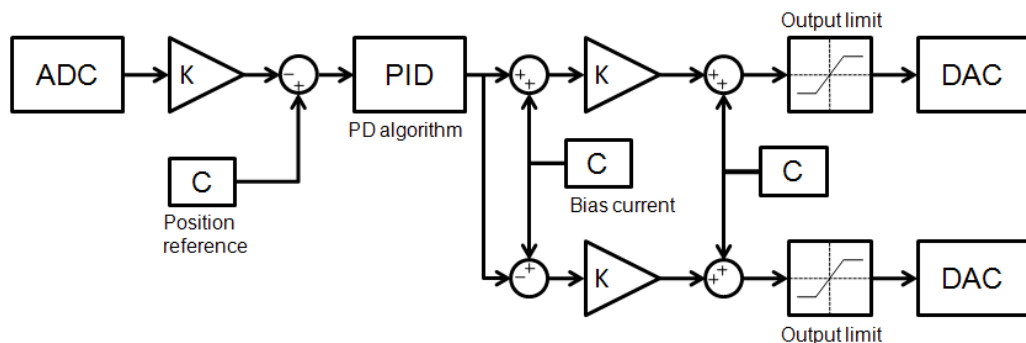 Output limit
ADC
K
−
+
PID
PD algorithm
+
+
K
+
+
DAC
C
Position
reference
C
Bias current
C
−
+
K
+
+
DAC
Output limit